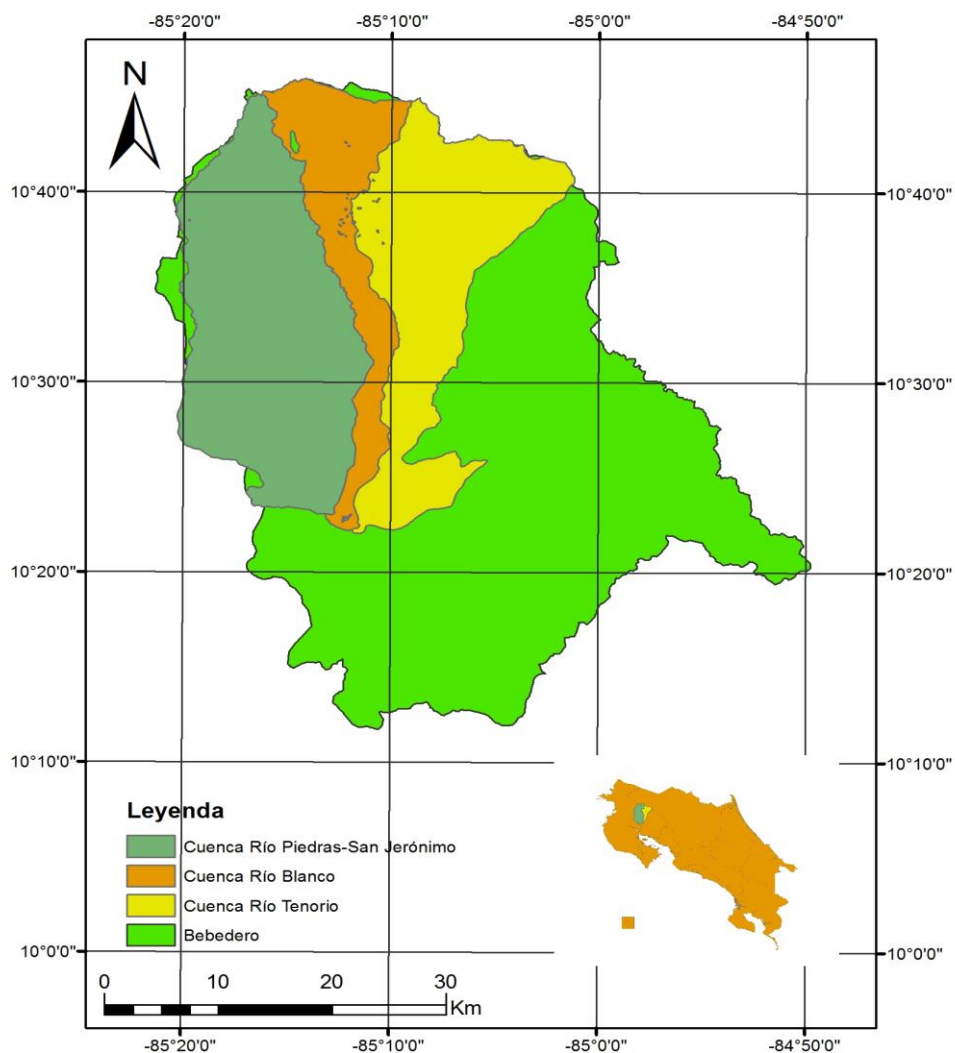 -85°20'0" -85°10'0" -85°0'0" -84°50'0"
N
10°40'0" 10°40'0"
10°30'0" 10°30'0"
10°20'0" 10°20'0"
10°10'0" 10°10'0"
Leyenda
Cuenca Río Piedras-San Jerónimo
Cuenca Río Blanco
Cuenca Río Tenorio
Bebedero
10°0'0" 10°0'0"
0 10 20 30
Km
-85°20'0" -85°10'0" -85°0'0" -84°50'0"